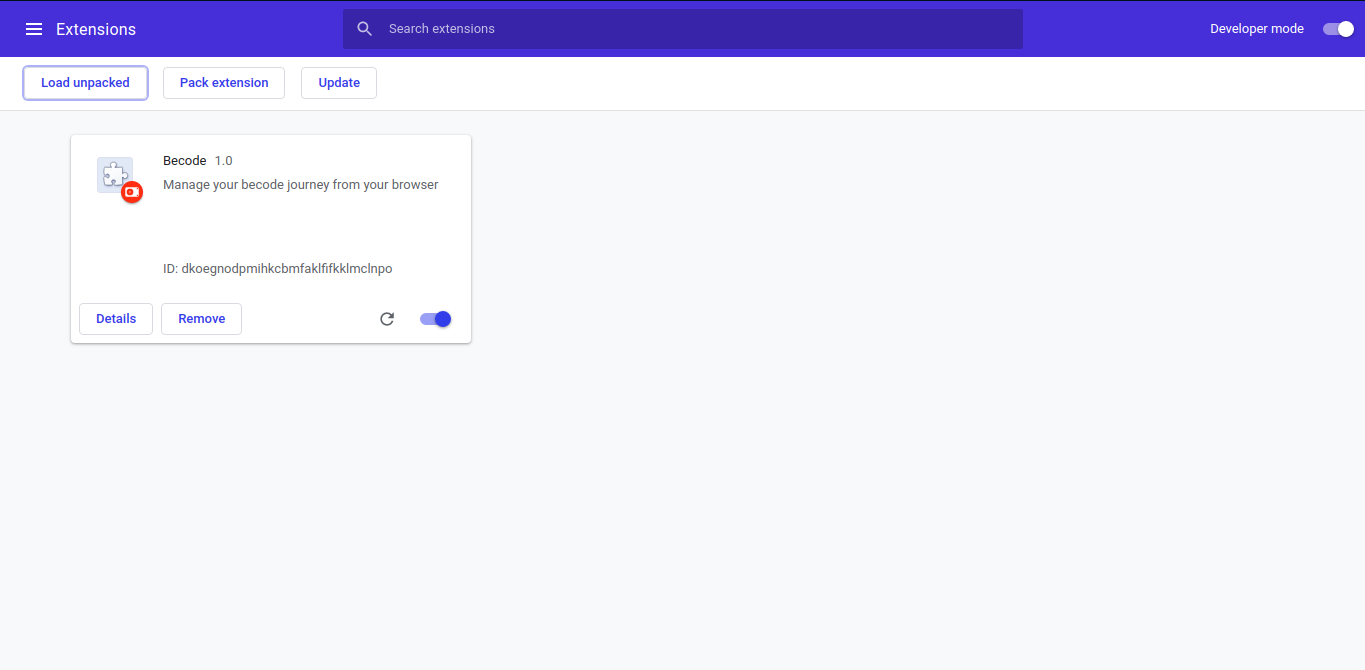 Extensions
Search extensions
Developer mode
Load unpacked
Pack extension
Update
Becode 1.0
Manage your becode journey from your browser
ID: dkoegnodpmihkcbmfaklfifkklmclnpo
Details
Remove